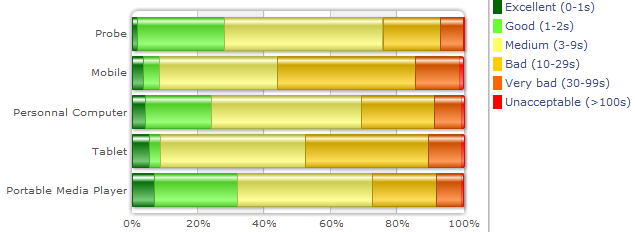 Excellent (0-1s)
Good (1-2s)
Medium (3-9s)
Bad (10-29s)
Very bad (30-99s)
Unacceptable (>100s)
Probe
Mobile
Personnal Computer
Tablet
Portable Media Player
0% 20% 40% 60% 80% 100%